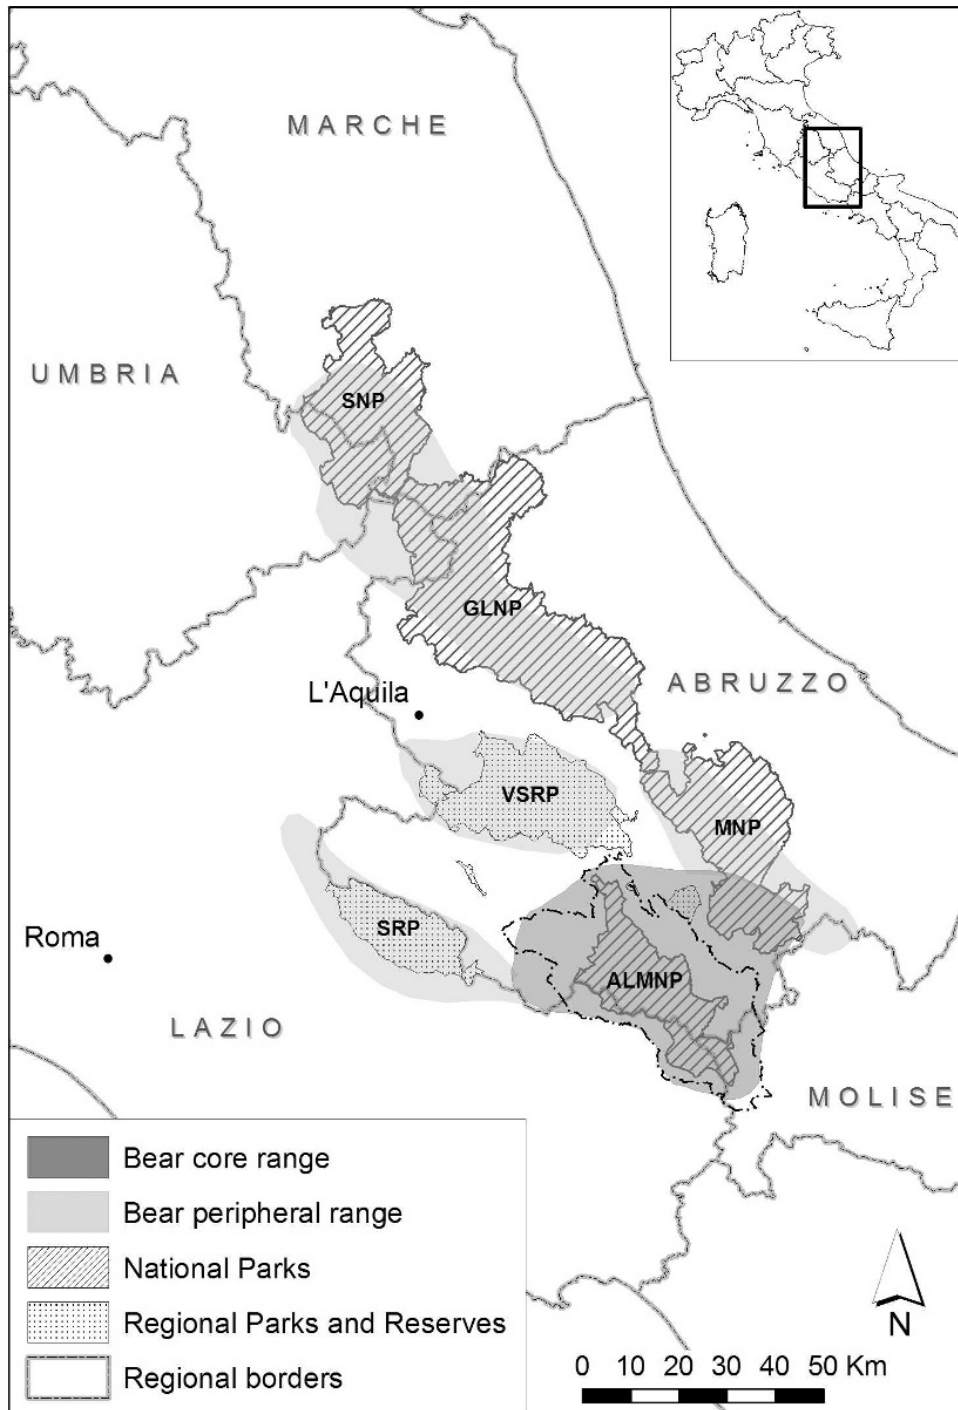 MARCHE
UMBRIA
SNP
GLNP
L'Aquila
ABRUZZO
VSRP
MNP
SRP
Roma
ALMNP
LAZIO
MOLISE
Bear core range
Bear peripheral range
National Parks
Regional Parks and Reserves
Regional borders
N
0 10 20 30 40 50 Km